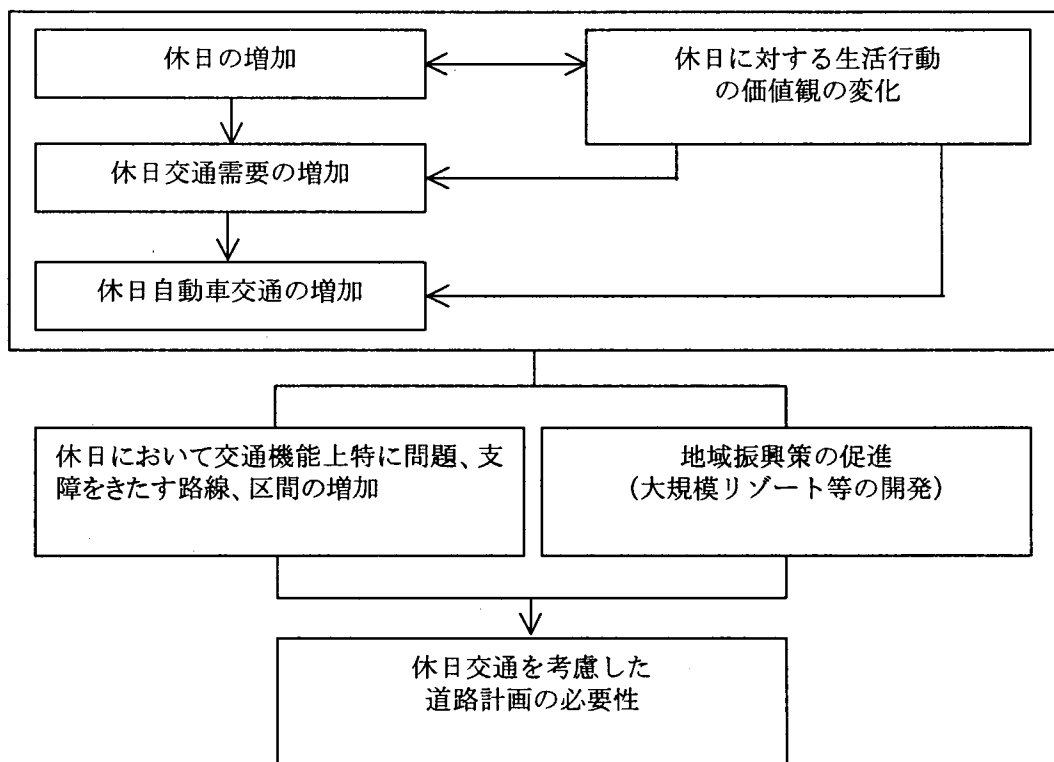 休日の増加
休日に対する生活行動
の価値観の変化
休日交通需要の増加
休日自動車交通の増加
休日において交通機能上特に問題、支
障をきたす路線、区間の増加
地域振興策の促進
(大規模リゾート等の開発)
休日交通を考慮した
道路計画の必要性